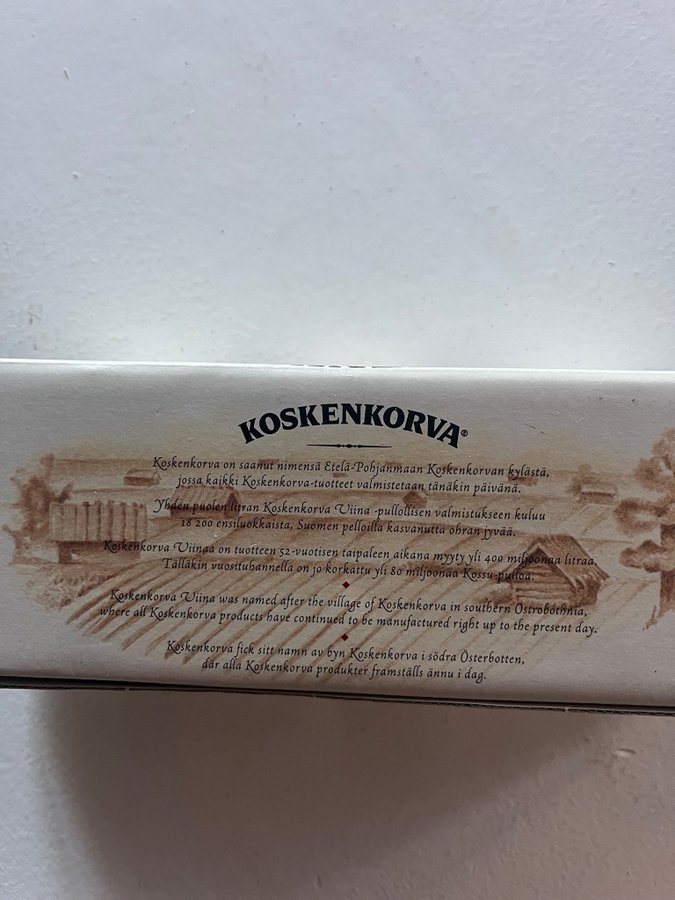 KOSKENKORVA®
Koskenkorva on saanut nimensä Etelä-Pohjanmaan Koskenkorvan kylästä,
jossa kaikki Koskenkorva-tuotteet valmistetaan tänäkin päivänä.
Yhden puolen litran Koskenkorva Viina -pullollisen valmistukseen kuluu
18 200 ensiluokkaista, Suomen pelloilla kasvanutta ohran jyvää.
Koskenkorva Viinaa on tuotteen 52-vuotisen taipaleen aikana myyty yli 400 miljoonaa litraa.
Tälläkin vuosituhannella on jo korkattu yli 80 miljoonaa Kossu-pulloa.
Koskenkorva Viina was named after the village of Koskenkorva in southern Ostrobothnia,
where all Koskenkorva products have continued to be manufactured right up to the present day.
Koskenkorva fick sitt namn av byn Koskenkorva i södra Österbotten,
där alla Koskenkorva produkter framställs ännu i dag.